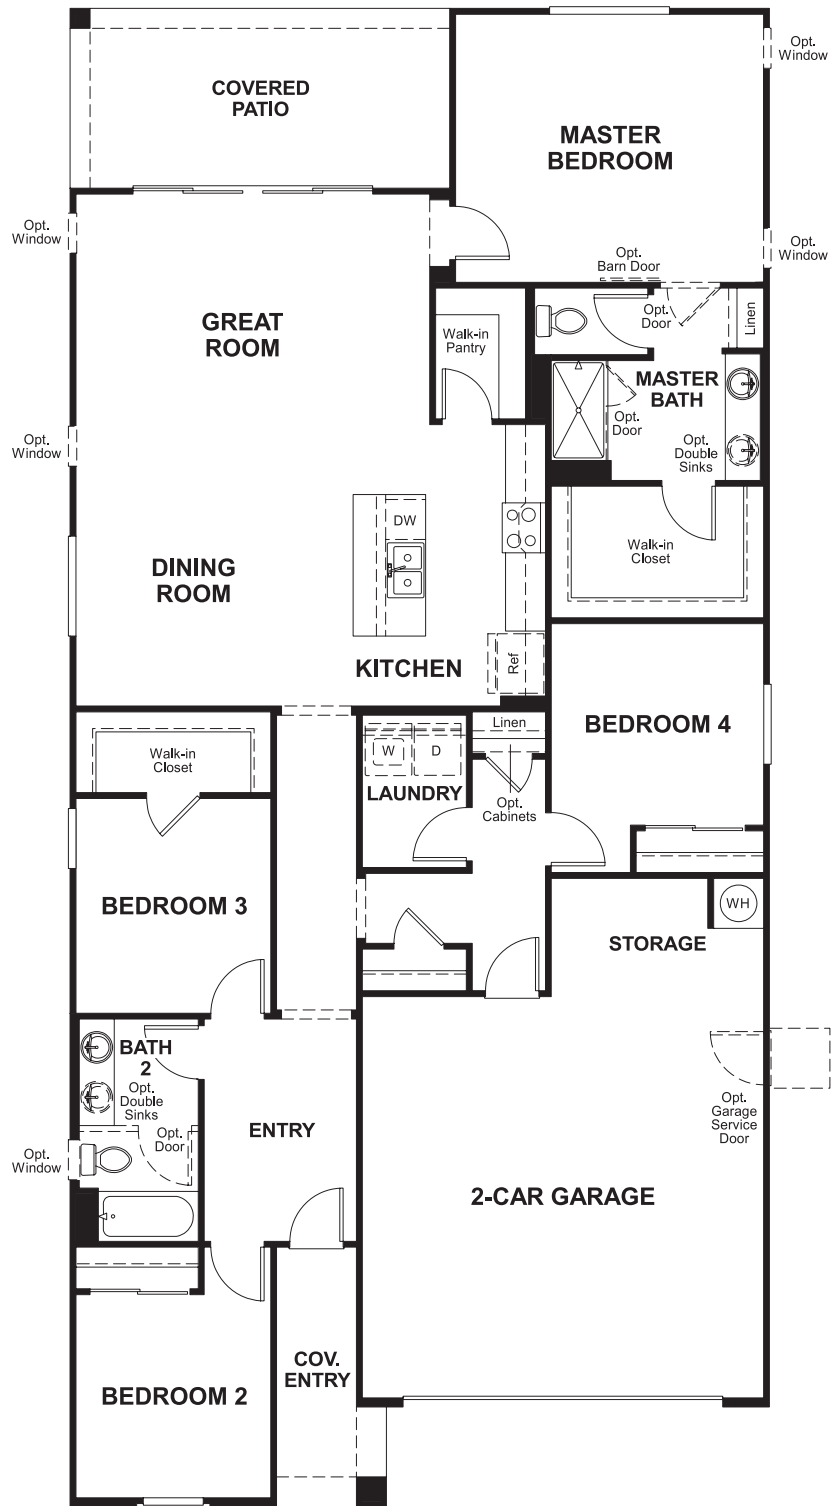 COVERED
PATIO
MASTER
BEDROOM
Opt.
Window
Opt.
Window
Opt.
Window
Opt.
Barn Door
GREAT
ROOM
Walk-in
Pantry
Opt.
Door
Linen
MASTER
BATH
Opt.
Door
Opt.
Double
Sinks
Opt.
Window
DW
Walk-in
Closet
DINING
ROOM
KITCHEN
Ref
BEDROOM 4
Linen
Walk-in
Closet
W
D
LAUNDRY
Opt.
Cabinets
BEDROOM 3
WH
STORAGE
BATH
2
Opt.
Double
Sinks
Opt.
Door
Opt.
Window
ENTRY
Opt.
Garage
Service
Door
2-CAR GARAGE
COV.
ENTRY
BEDROOM 2